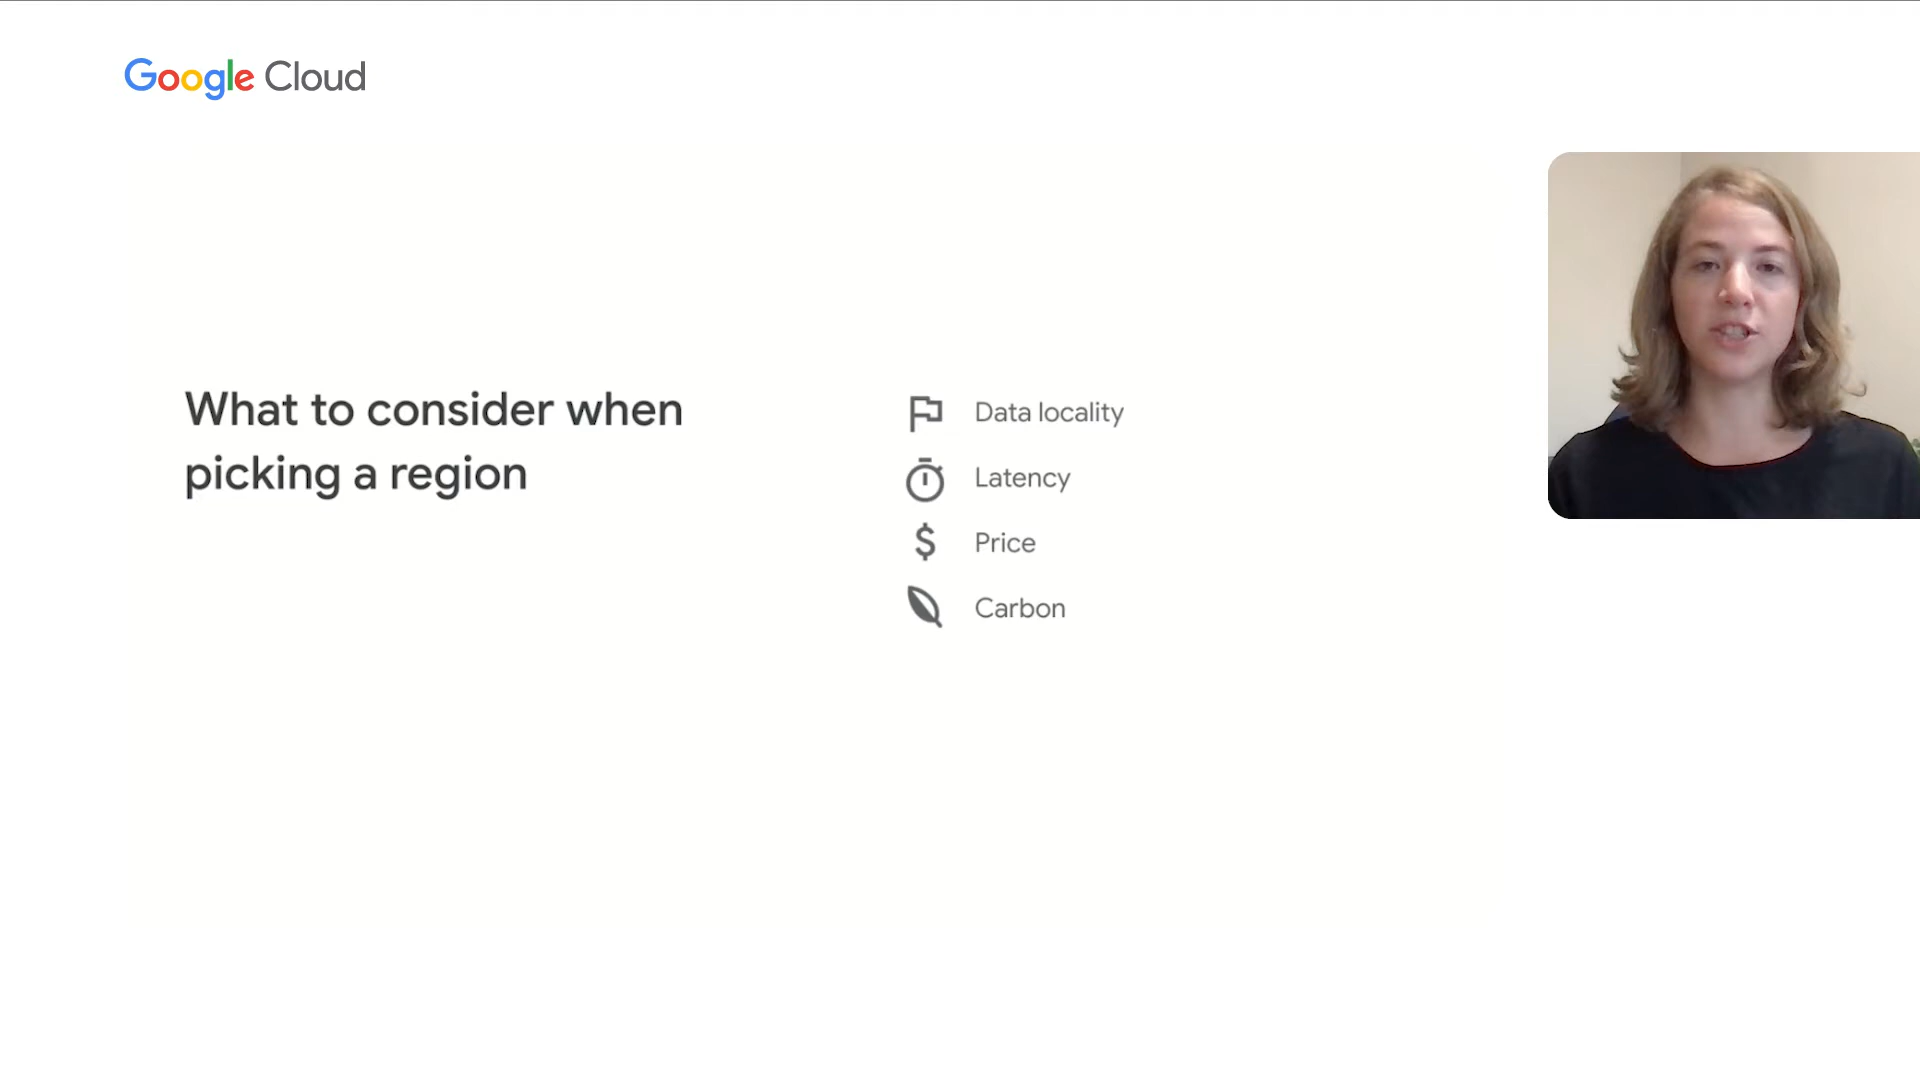 Google Cloud
What to consider when
picking a region
Data locality
Latency
$ Price
Carbon